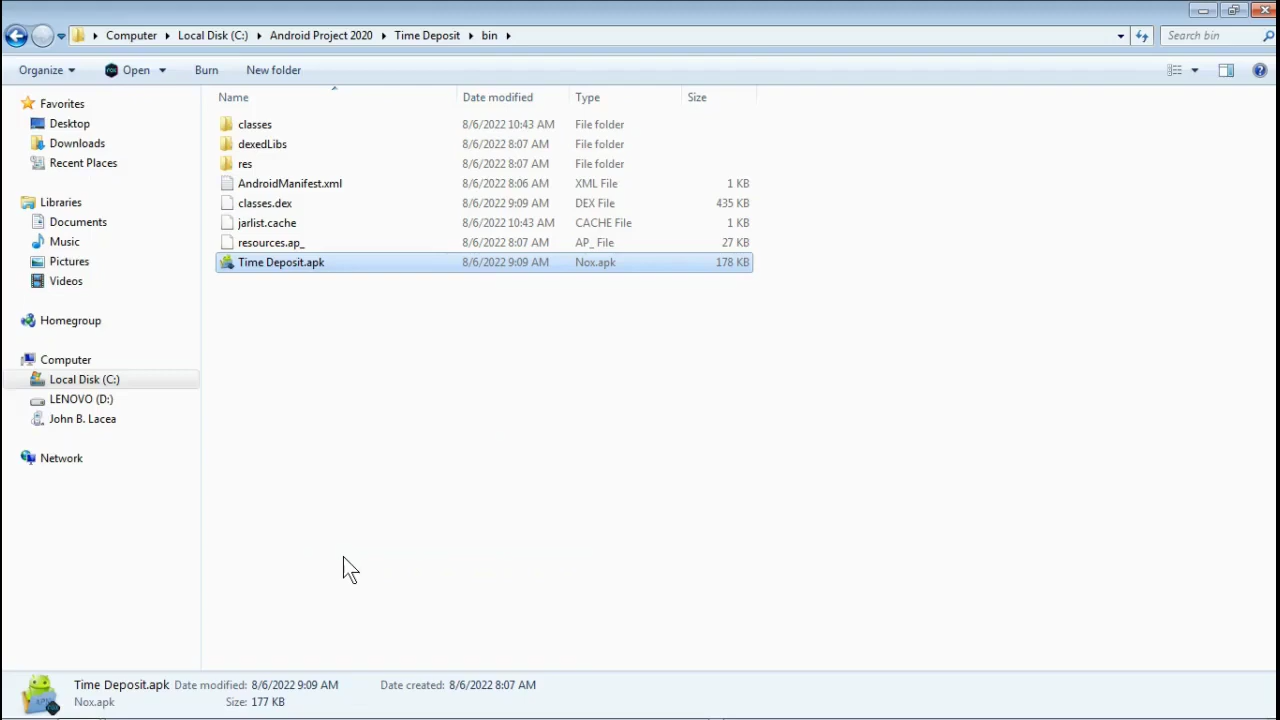 Computer Local Disk (C:) Android Project 2020 Time Deposit bin Search bin
Organize Open Burn New folder
Name Date modified Type Size
Favorites
Desktop
Downloads
Recent Places
Libraries
Documents
Music
Pictures
Videos
Homegroup
Computer
Local Disk (C:)
LENOVO (D:)
John B. Lacea
Network
classes 8/6/2022 10:43 AM File folder
dexedLibs 8/6/2022 8:07 AM File folder
res 8/6/2022 8:07 AM File folder
AndroidManifest.xml 8/6/2022 8:06 AM XML File 1 KB
classes.dex 8/6/2022 9:09 AM DEX File 435 KB
jarlist.cache 8/6/2022 10:43 AM CACHE File 1 KB
resources.ap_ 8/6/2022 8:07 AM AP_ File 27 KB
Time Deposit.apk 8/6/2022 9:09 AM Nox.apk 178 KB
Time Deposit.apk Date modified: 8/6/2022 9:09 AM Date created: 8/6/2022 8:07 AM
Nox.apk Size: 177 KB